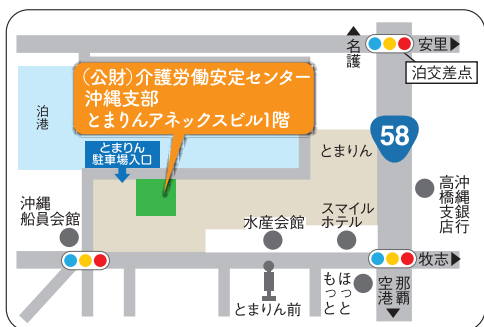 名護
安里
泊交差点
泊港
(公財)介護労働安定センター
沖縄支部
とまりんアネックスビル1階
とまりん
駐車場入口
とまりん
58
沖縄銀行
高橋支店
沖縄
船員会館
水産会館
スマイル
ホテル
牧志
とまりん前
ほっと
もっと
那覇
空港